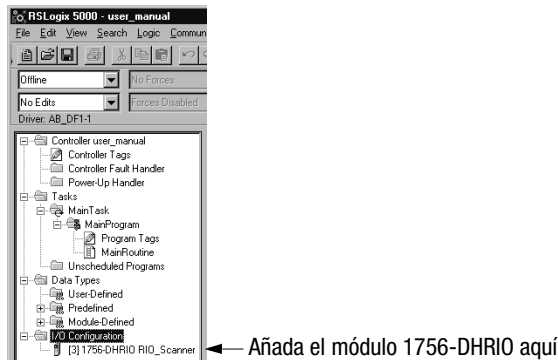 RSLogix 5000 - user_manual
File Edit View Search Logic Commun
Offline No Forces
No Edits Forces Disabled
Driver: AB_DF1-1
Controller user_manual
Controller Tags
Controller Fault Handler
Power-Up Handler
Tasks
MainTask
MainProgram
Program Tags
MainRoutine
Unscheduled Programs
Data Types
User-Defined
Predefined
Module-Defined
I/O Configuration
[3] 1756-DHRIO RIO_Scanner Añada el módulo 1756-DHRIO aquí